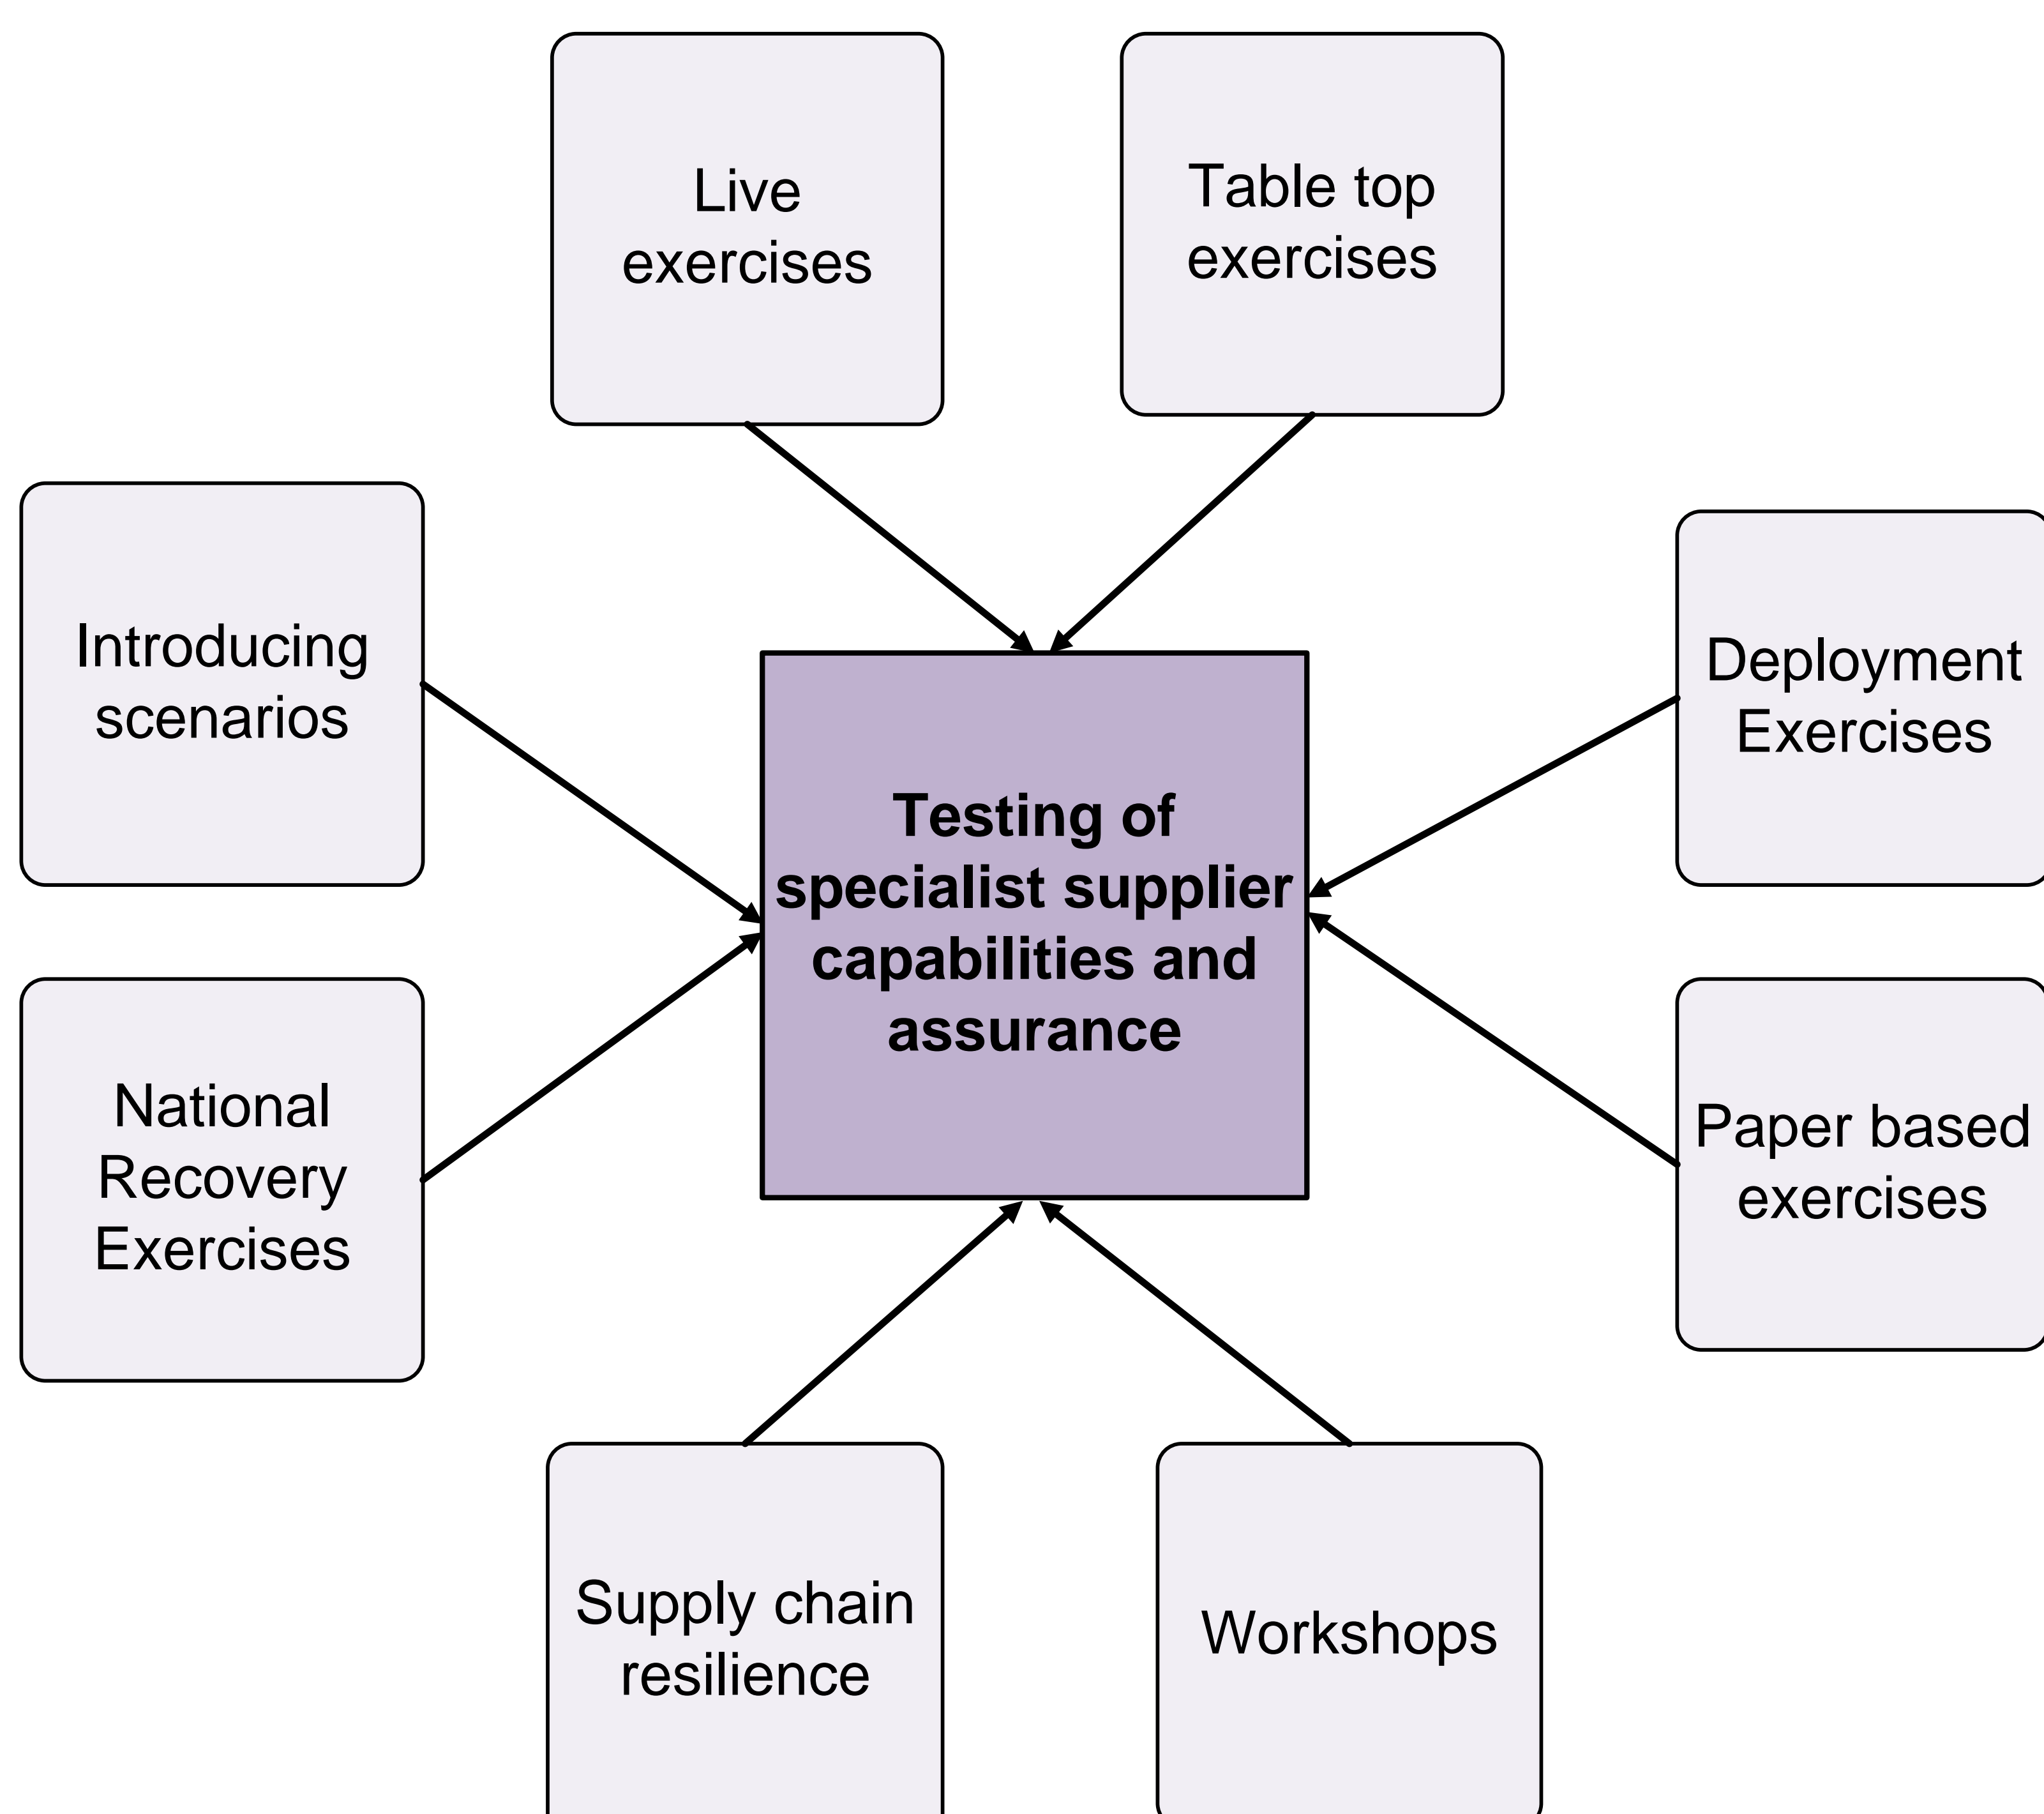 Live
exercises
Table top
exercises
Introducing
scenarios
Deployment
Exercises
Testing of
specialist supplier
capabilities and
assurance
National
Recovery
Exercises
Paper based
exercises
Supply chain
resilience
Workshops